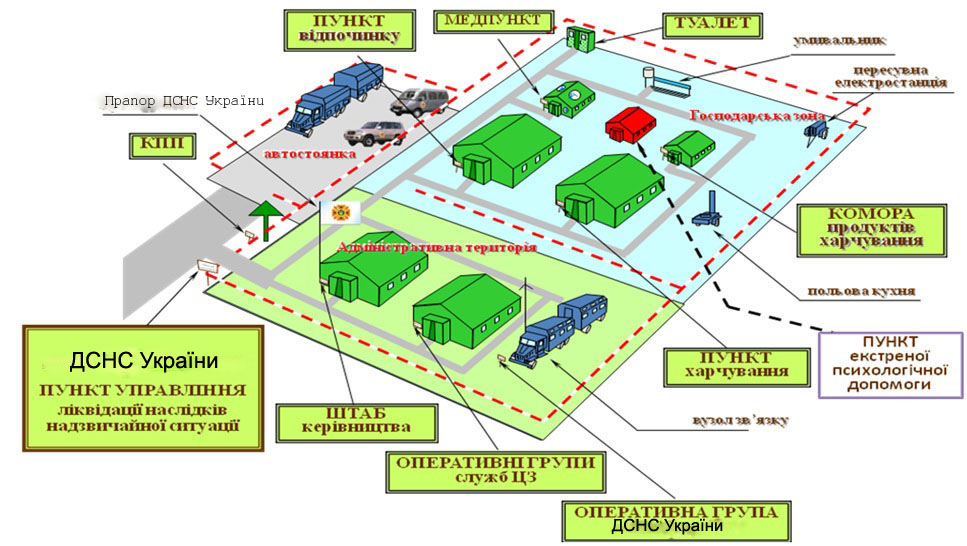 ПУНКТ
відпочинку
МЕДПУНКТ
ТУАЛЕТ
умивальник
пересувна
електростанція
Прапор ДСНС України
КПП
автостоянка
Господарська зона
Адміністративна територія
КОМОРА
продуктів
харчування
польова кухня
ПУНКТ
екстреної
психологічної
допомоги
ПУНКТ
харчування
вузол зв’язку
ДСНС України
ПУНКТ УПРАВЛІННЯ
ліквідації наслідків
надзвичайної ситуації
ШТАБ
керівництва
ОПЕРАТИВНІ ГРУПИ
служб ЦЗ
ОПЕРАТИВНА ГРУПА
ДСНС України